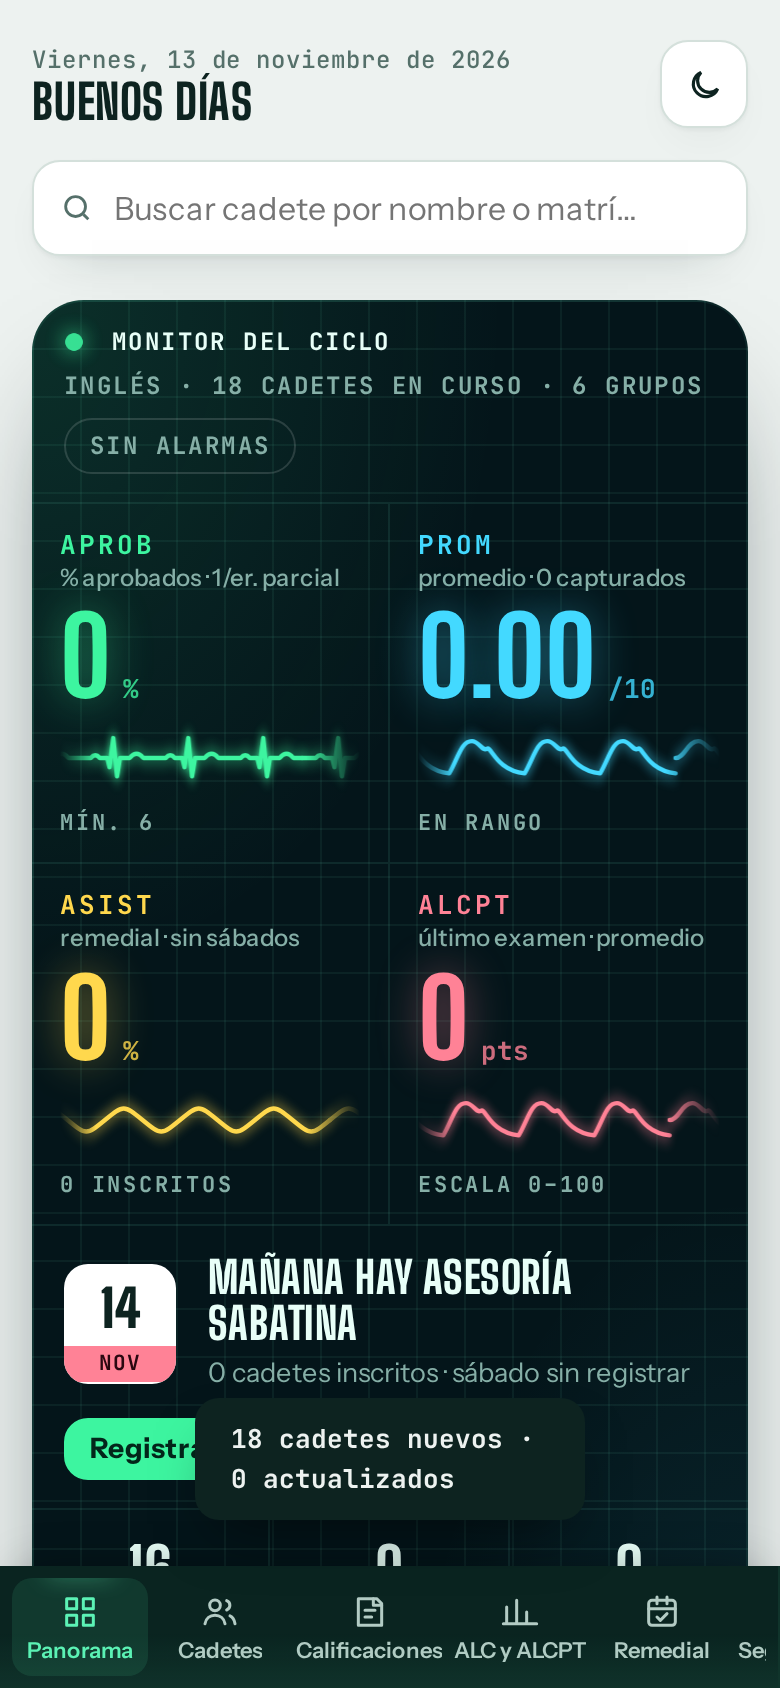 Viernes, 13 de noviembre de 2026
BUENOS DÍAS
Buscar cadete por nombre o matrí...
MONITOR DEL CICLO
INGLÉS · 18 CADETES EN CURSO · 6 GRUPOS
SIN ALARMAS
APROB
% aprobados · 1/er. parcial
0 %
MÍN. 6
PROM
promedio · 0 capturados
0.00 /10
EN RANGO
ASIST
remedial · sin sábados
0 %
0 INSCRITOS
ALCPT
último examen · promedio
0 pts
ESCALA 0–100
14
NOV
MAÑANA HAY ASESORÍA
SABATINA
0 cadetes inscritos · sábado sin registrar
18 cadetes nuevos ·
0 actualizados
Panorama
Cadetes
Calificaciones
ALC y ALCPT
Remedial